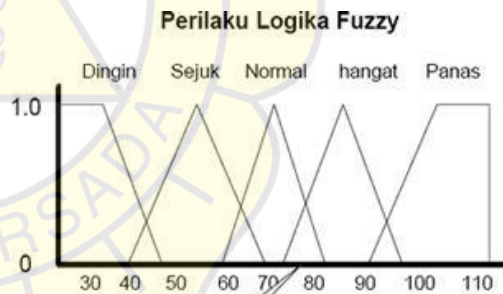 Perilaku Logika Fuzzy
Dingin Sejuk Normal hangat Panas
1.0
0
30 40 50 60 70 80 90 100 110
ERSADA